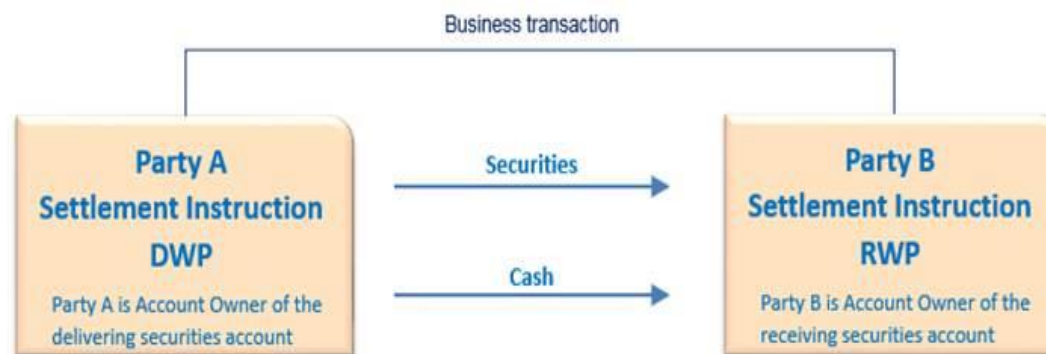 Business transaction
Party A
Settlement Instruction
DWP
Party A is Account Owner of the
delivering securities account
Securities
Cash
Party B
Settlement Instruction
RWP
Party B is Account Owner of the
receiving securities account